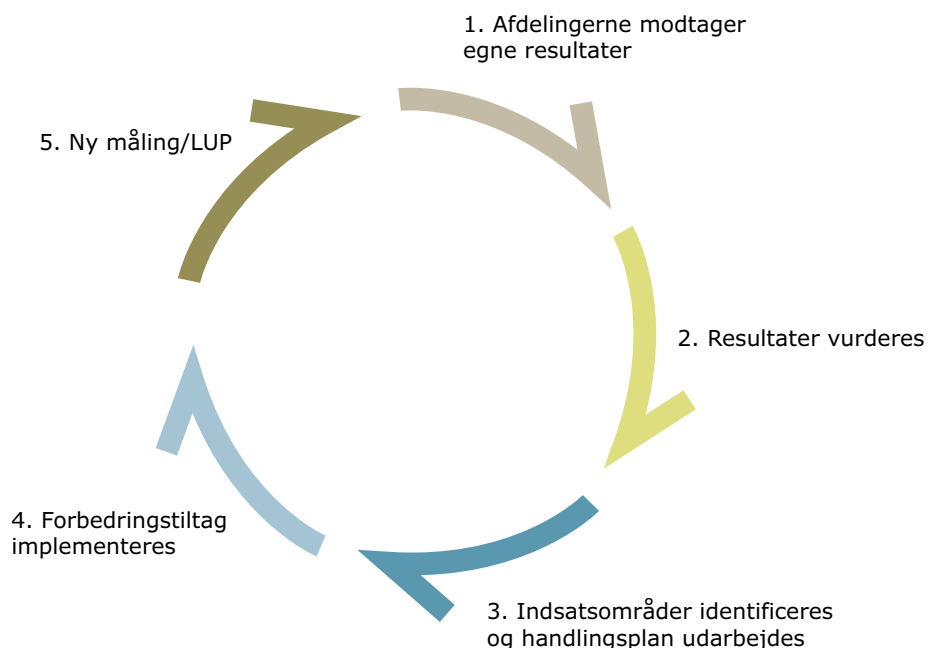 1. Afdelingerne modtager
egne resultater
2. Resultater vurderes
3. Indsatsområder identificeres
og handlingsplan udarbejdes
4. Forbedringstiltag
implementeres
5. Ny måling/LUP